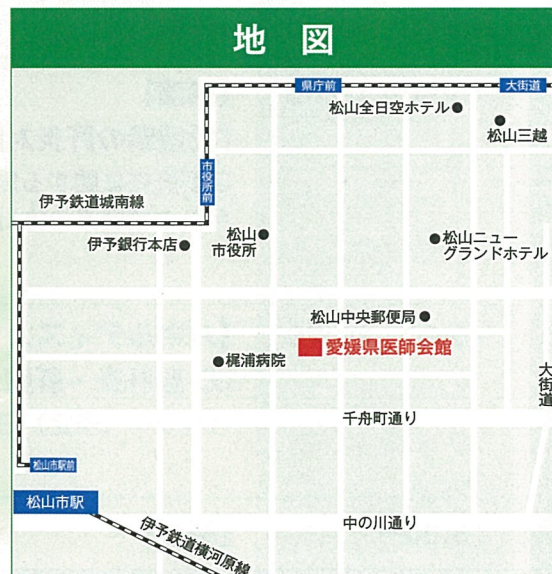 地 図
県庁前
大街道
松山全日空ホテル
松山三越
市役所前
伊予鉄道城南線
伊予銀行本店
松山
市役所
松山ニュー
グランドホテル
松山中央郵便局
愛媛県医師会館
梶浦病院
大街道
千舟町通り
松山市駅前
松山市駅
中の川通り
伊予鉄道横河原線